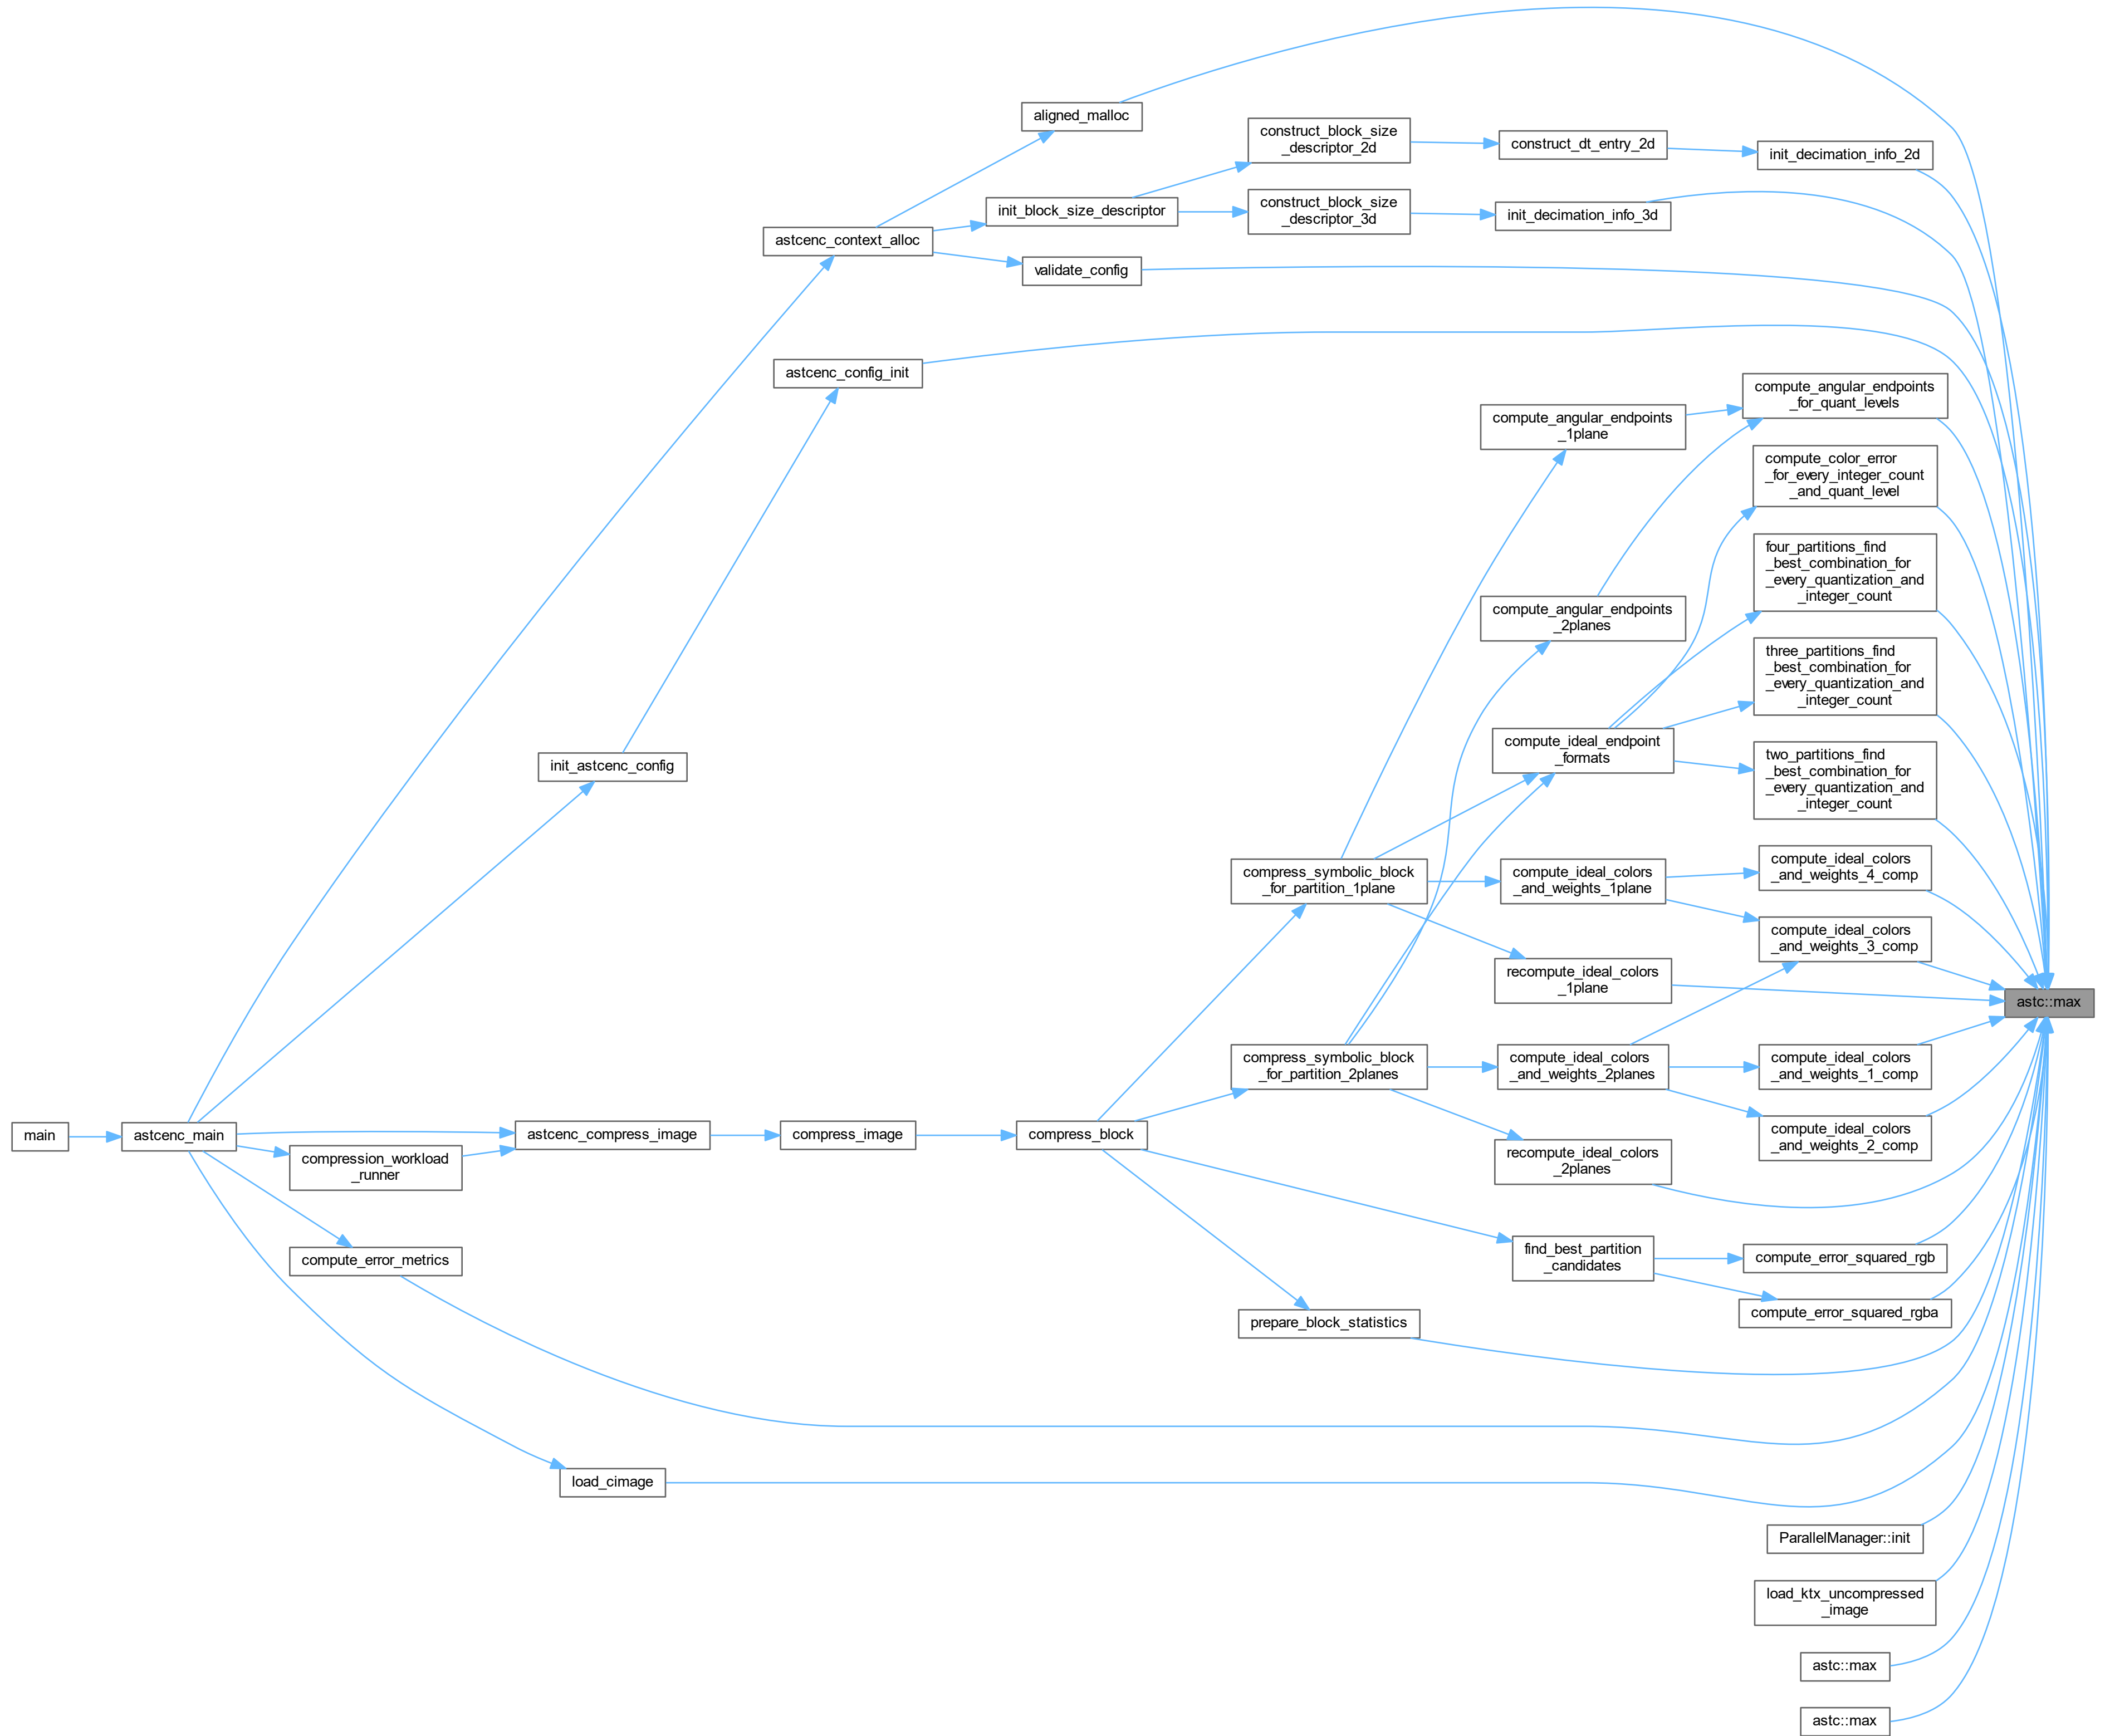 aligned_malloc
construct_block_size
_descriptor_2d
construct_dt_entry_2d
init_decimation_info_2d
init_block_size_descriptor
construct_block_size
_descriptor_3d
init_decimation_info_3d
astcenc_context_alloc
validate_config
astcenc_config_init
compute_angular_endpoints
_for_quant_levels
compute_angular_endpoints
_1plane
compute_color_error
_for_every_integer_count
_and_quant_level
four_partitions_find
_best_combination_for
_every_quantization_and
_integer_count
compute_angular_endpoints
_2planes
three_partitions_find
_best_combination_for
_every_quantization_and
_integer_count
compute_ideal_endpoint
_formats
init_astcenc_config
two_partitions_find
_best_combination_for
_every_quantization_and
_integer_count
compress_symbolic_block
_for_partition_1plane
compute_ideal_colors
_and_weights_1plane
compute_ideal_colors
_and_weights_4_comp
compute_ideal_colors
_and_weights_3_comp
recompute_ideal_colors
_1plane
astc::max
compress_symbolic_block
_for_partition_2planes
compute_ideal_colors
_and_weights_2planes
compute_ideal_colors
_and_weights_1_comp
main
astcenc_main
compression_workload
_runner
astcenc_compress_image
compress_image
compress_block
recompute_ideal_colors
_2planes
compute_ideal_colors
_and_weights_2_comp
compute_error_metrics
find_best_partition
_candidates
compute_error_squared_rgb
prepare_block_statistics
compute_error_squared_rgba
load_cimage
ParallelManager::init
load_ktx_uncompressed
_image
astc::max
astc::max